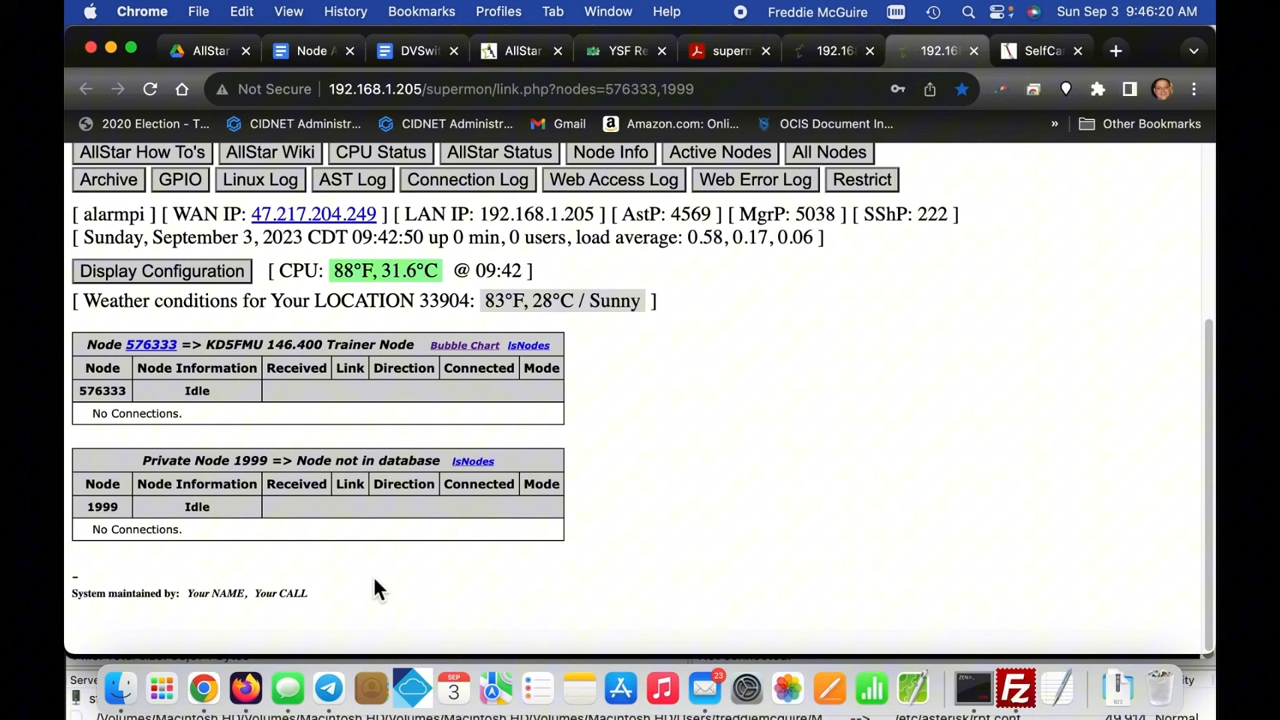 Chrome File Edit View History Bookmarks Profiles Tab Window Help Freddie McGuire Sun Sep 3 9:46:20 AM
AllStar Node A DVSwit AllStar YSF Re superm 192.16 192.16 SelfCa
Not Secure 192.168.1.205/supermon/link.php?nodes=576333,1999
2020 Election - T... CIDNET Administr... CIDNET Administr... Gmail Amazon.com: Onli... OCIS Document In... » Other Bookmarks
AllStar How To's AllStar Wiki CPU Status AllStar Status Node Info Active Nodes All Nodes
Archive GPIO Linux Log AST Log Connection Log Web Access Log Web Error Log Restrict
[ alarmpi ] [ WAN IP: 47.217.204.249 ] [ LAN IP: 192.168.1.205 ] [ AstP: 4569 ] [ MgrP: 5038 ] [ SShP: 222 ]
[ Sunday, September 3, 2023 CDT 09:42:50 up 0 min, 0 users, load average: 0.58, 0.17, 0.06 ]
Display Configuration [ CPU: 88°F, 31.6°C @ 09:42 ]
[ Weather conditions for Your LOCATION 33904: 83°F, 28°C / Sunny ]
Node 576333 => KD5FMU 146.400 Trainer Node Bubble Chart lsNodes
Node Node Information Received Link Direction Connected Mode
576333 Idle
No Connections.
Private Node 1999 => Node not in database lsNodes
Node Node Information Received Link Direction Connected Mode
1999 Idle
No Connections.
-
System maintained by: Your NAME, Your CALL
SEP
3
23
Serve